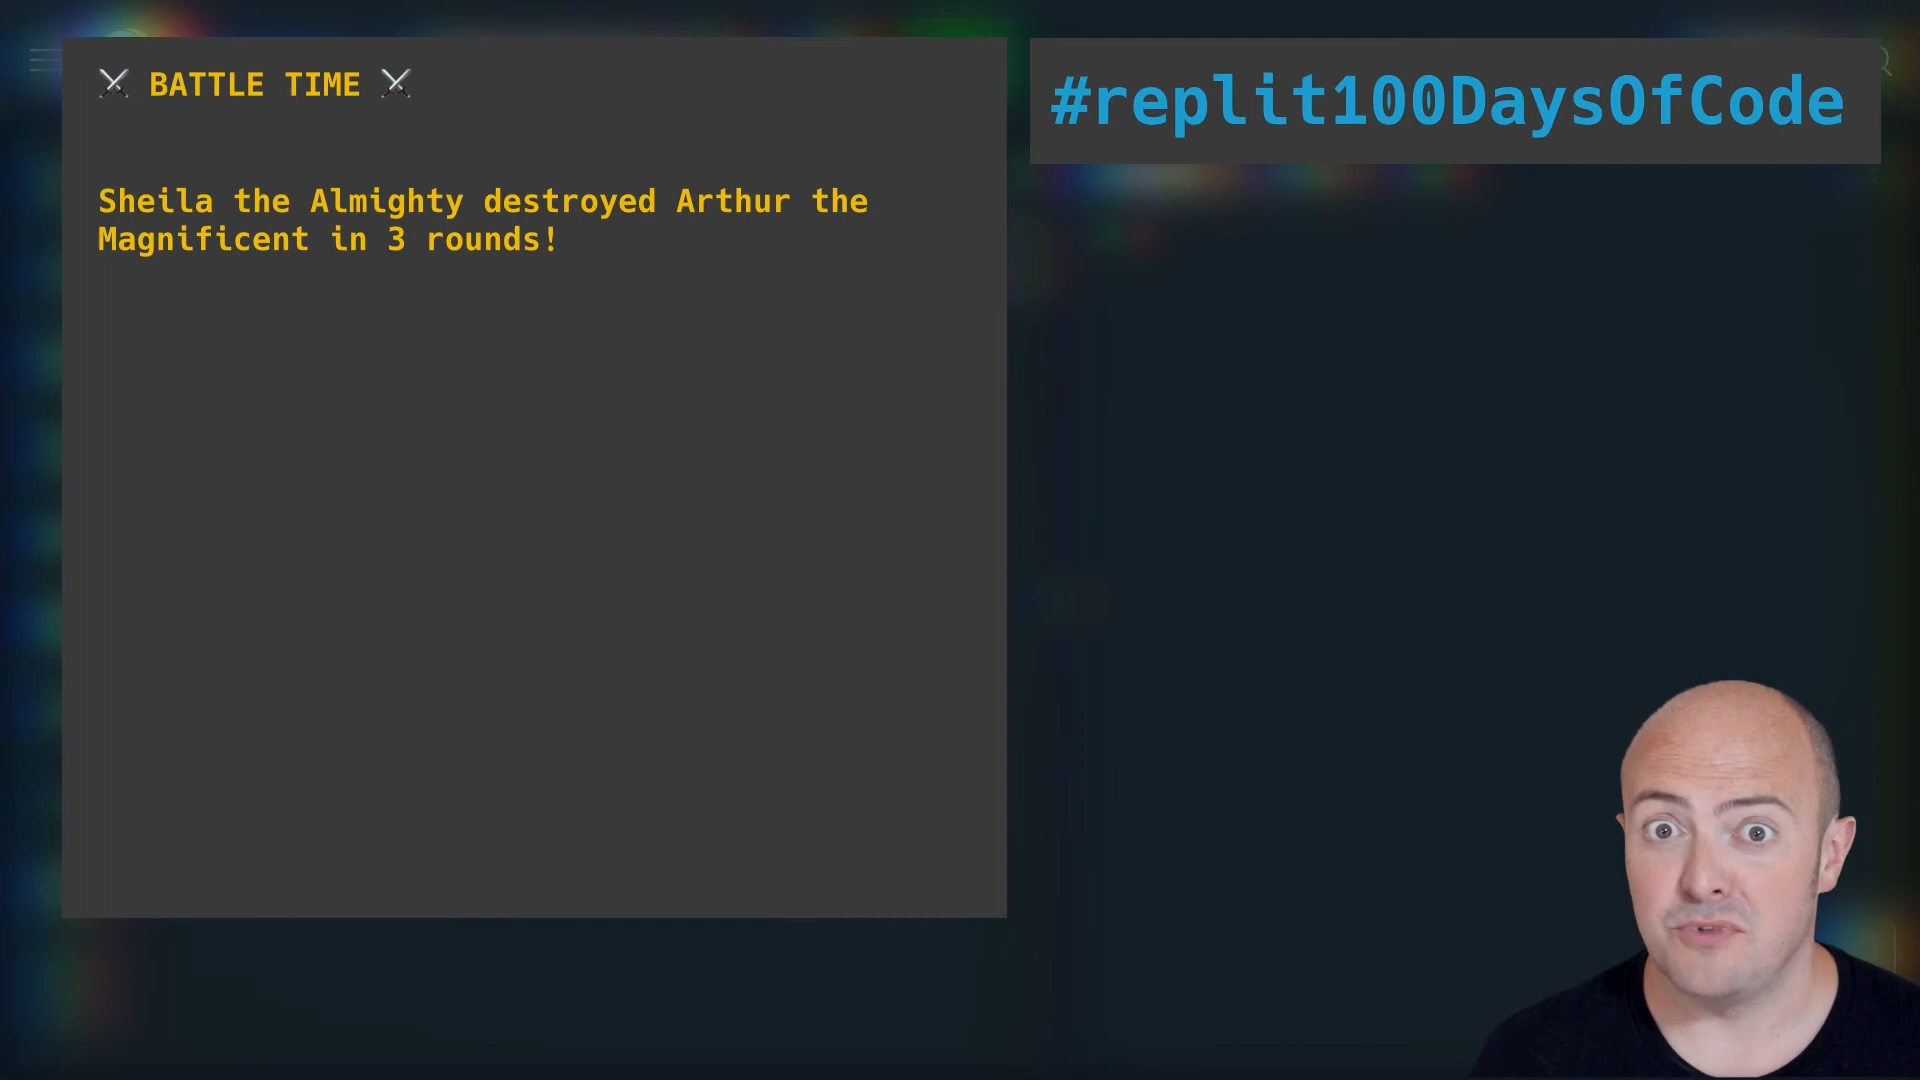 ⚔️ BATTLE TIME ⚔️
Sheila the Almighty destroyed Arthur the
Magnificent in 3 rounds!
#replit100DaysOfCode